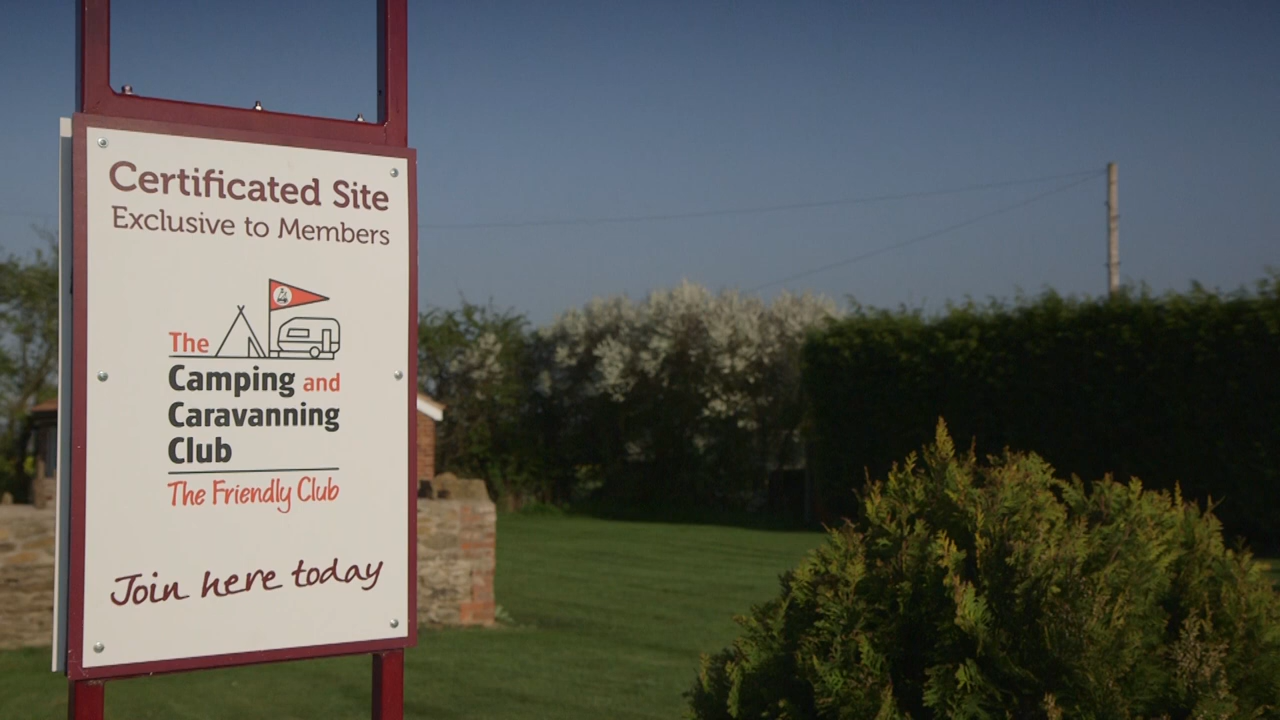 Certificated Site
Exclusive to Members
The
Camping and
Caravanning
Club
The Friendly Club
Join here today